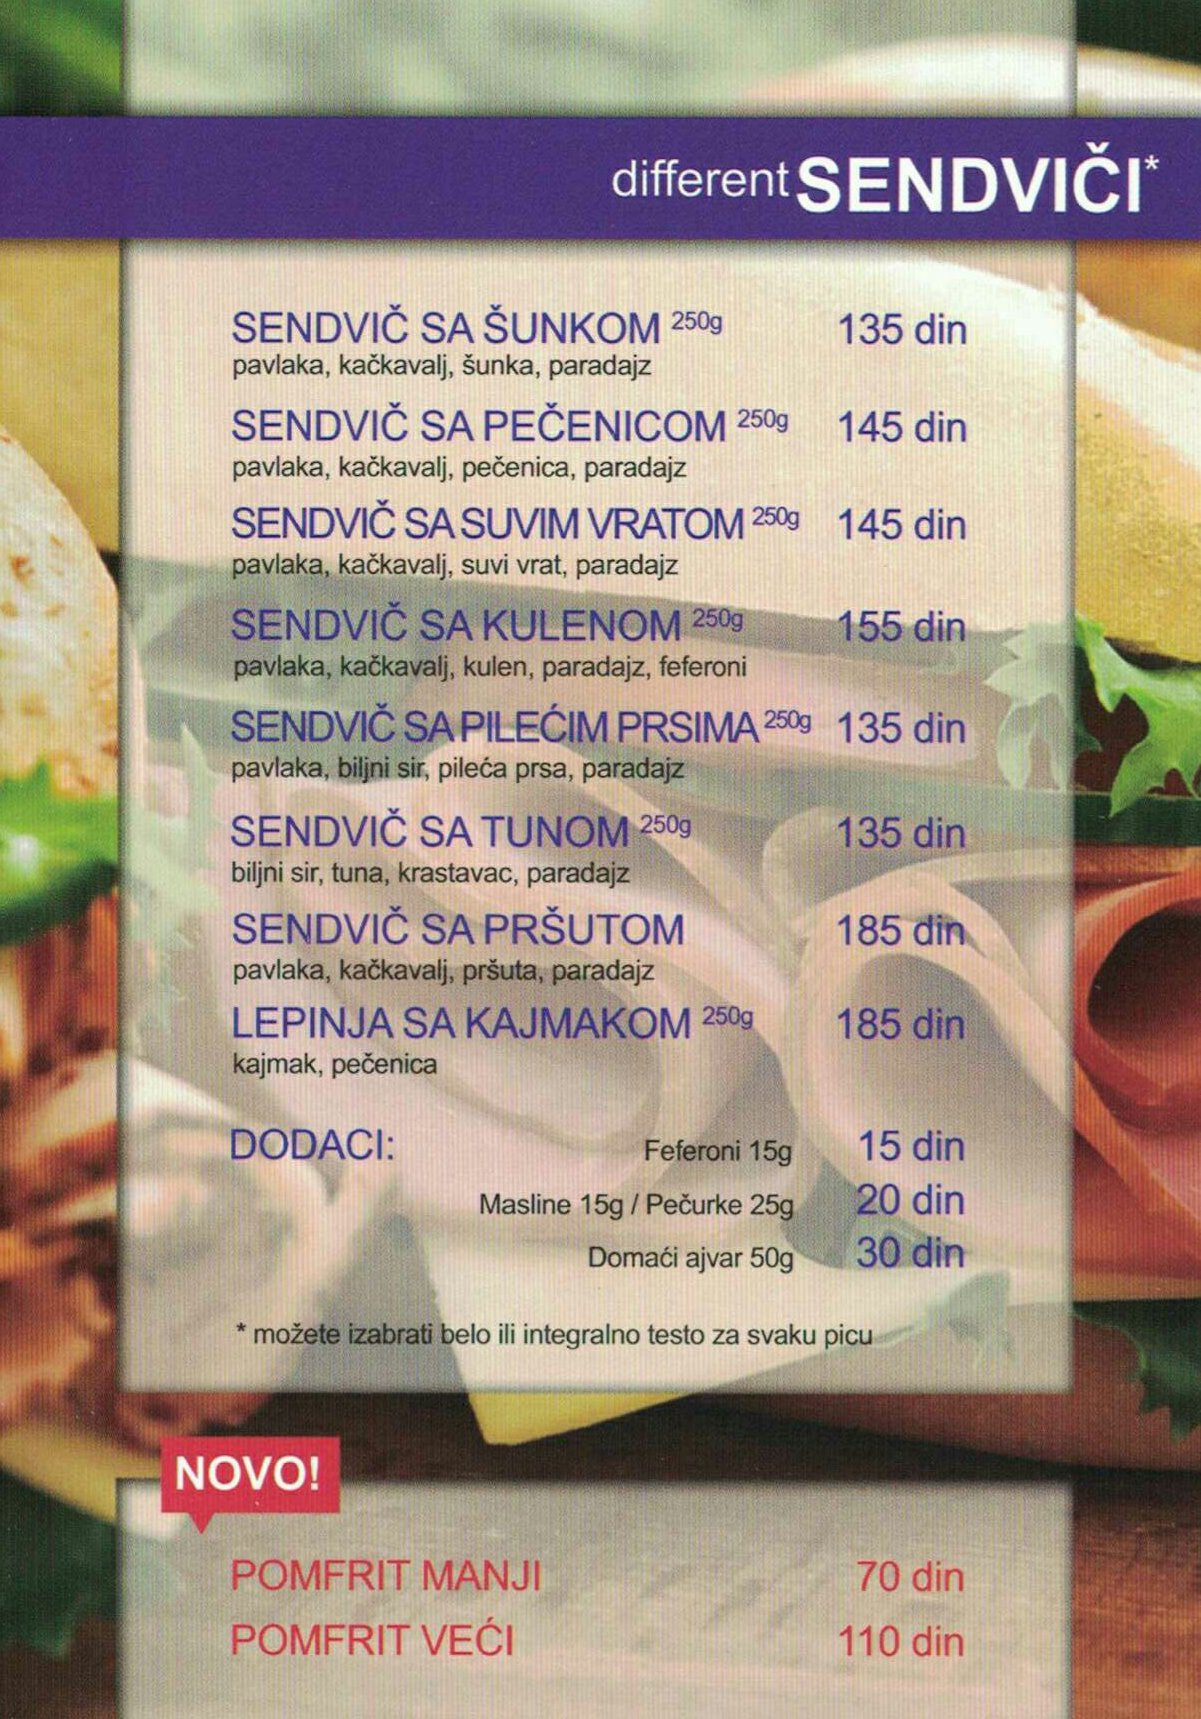 different SENDVIČI*
SENDVIČ SA ŠUNKOM 250g 135 din
pavlaka, kačkavalj, šunka, paradajz
SENDVIČ SA PEČENICOM 250g 145 din
pavlaka, kačkavalj, pečenica, paradajz
SENDVIČ SA SUVIM VRATOM 250g 145 din
pavlaka, kačkavalj, suvi vrat, paradajz
SENDVIČ SA KULENOM 250g 155 din
pavlaka, kačkavalj, kulen, paradajz, feferoni
SENDVIČ SA PILEĆIM PRSIMA 250g 135 din
pavlaka, biljni sir, pileća prsa, paradajz
SENDVIČ SA TUNOM 250g 135 din
biljni sir, tuna, krastavac, paradajz
SENDVIČ SA PRŠUTOM 185 din
pavlaka, kačkavalj, pršuta, paradajz
LEPINJA SA KAJMAKOM 250g 185 din
kajmak, pečenica
DODACI: Feferoni 15g 15 din
Masline 15g / Pečurke 25g 20 din
Domaći ajvar 50g 30 din
* možete izabrati belo ili integralno testo za svaku picu
NOVO!
POMFRIT MANJI 70 din
POMFRIT VEĆI 110 din